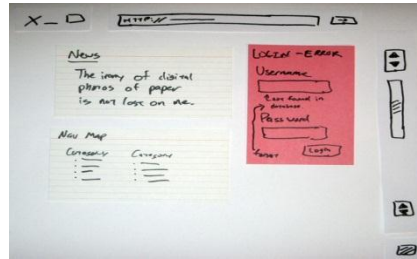 X - D
HTTP://
News
The irony of digital
photos of paper
is not lost on me.
LOGIN - ERROR
Username
Password
Login
Nav Map
Category Category